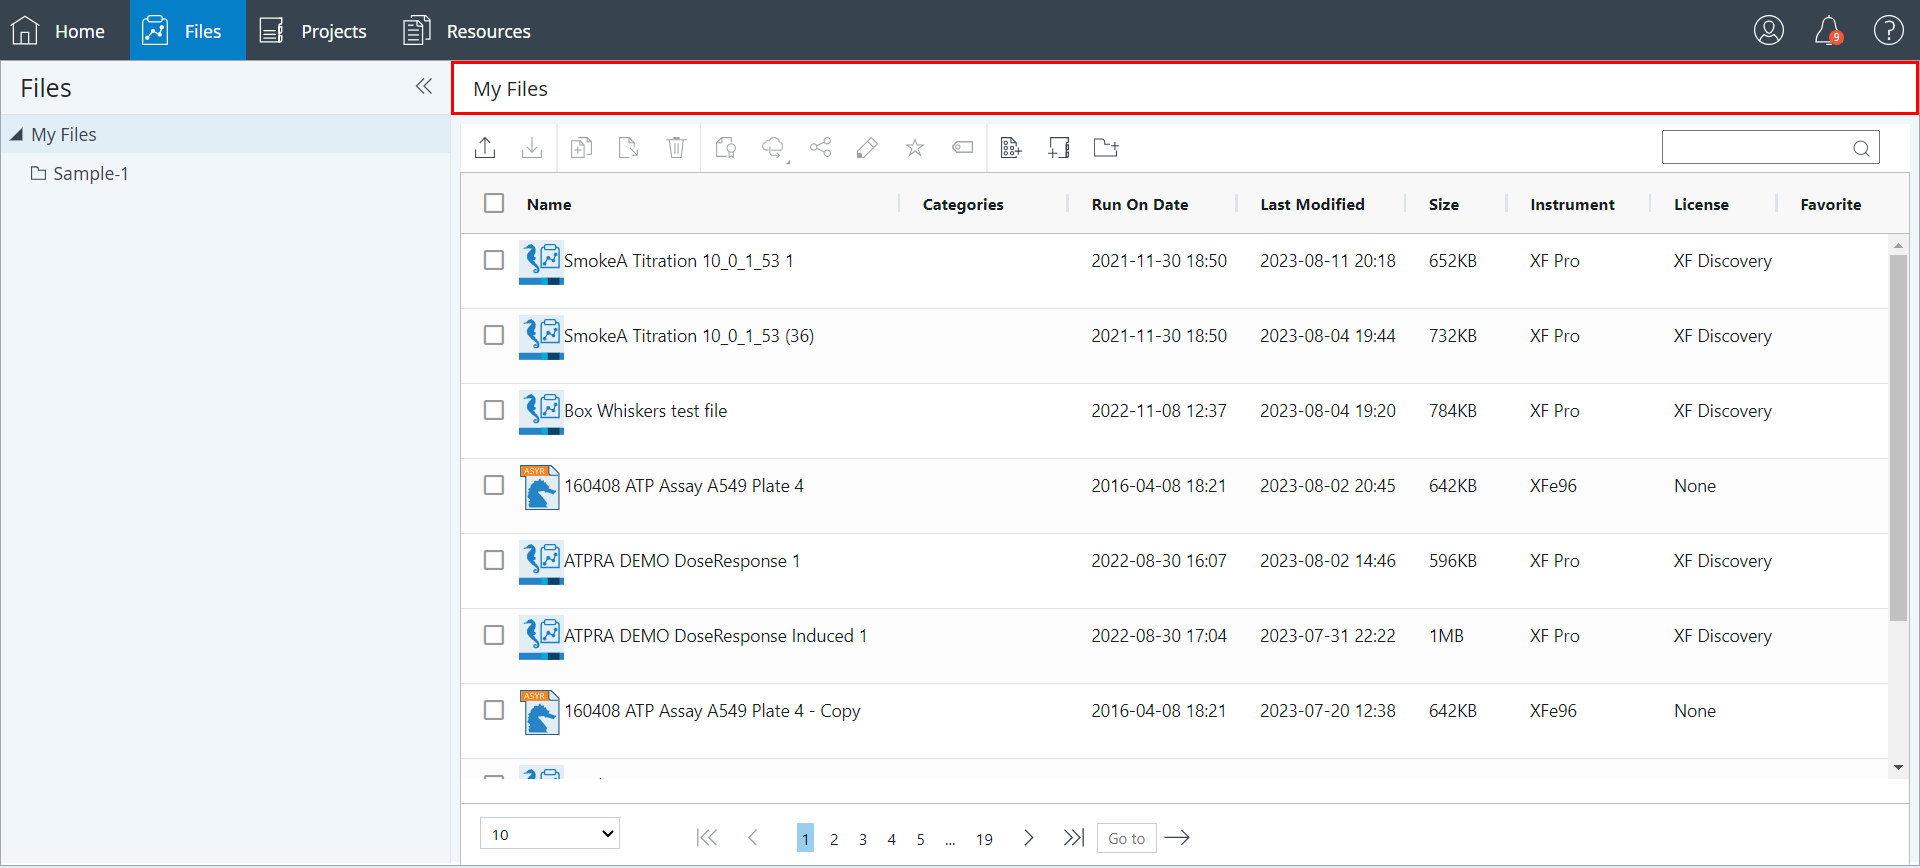 Home Files Projects Resources 9 ?
Files
My Files
My Files
Sample-1
Name Categories Run On Date Last Modified Size Instrument License Favorite
SmokeA Titration 10_0_1_53 1 2021-11-30 18:50 2023-08-11 20:18 652KB XF Pro XF Discovery
SmokeA Titration 10_0_1_53 (36) 2021-11-30 18:50 2023-08-04 19:44 732KB XF Pro XF Discovery
Box Whiskers test file 2022-11-08 12:37 2023-08-04 19:20 784KB XF Pro XF Discovery
ASYR 160408 ATP Assay A549 Plate 4 2016-04-08 18:21 2023-08-02 20:45 642KB XFe96 None
ATPRA DEMO DoseResponse 1 2022-08-30 16:07 2023-08-02 14:46 596KB XF Pro XF Discovery
ATPRA DEMO DoseResponse Induced 1 2022-08-30 17:04 2023-07-31 22:22 1MB XF Pro XF Discovery
ASYR 160408 ATP Assay A549 Plate 4 - Copy 2016-04-08 18:21 2023-07-20 12:38 642KB XFe96 None
10 1 2 3 4 5 ... 19 Go to